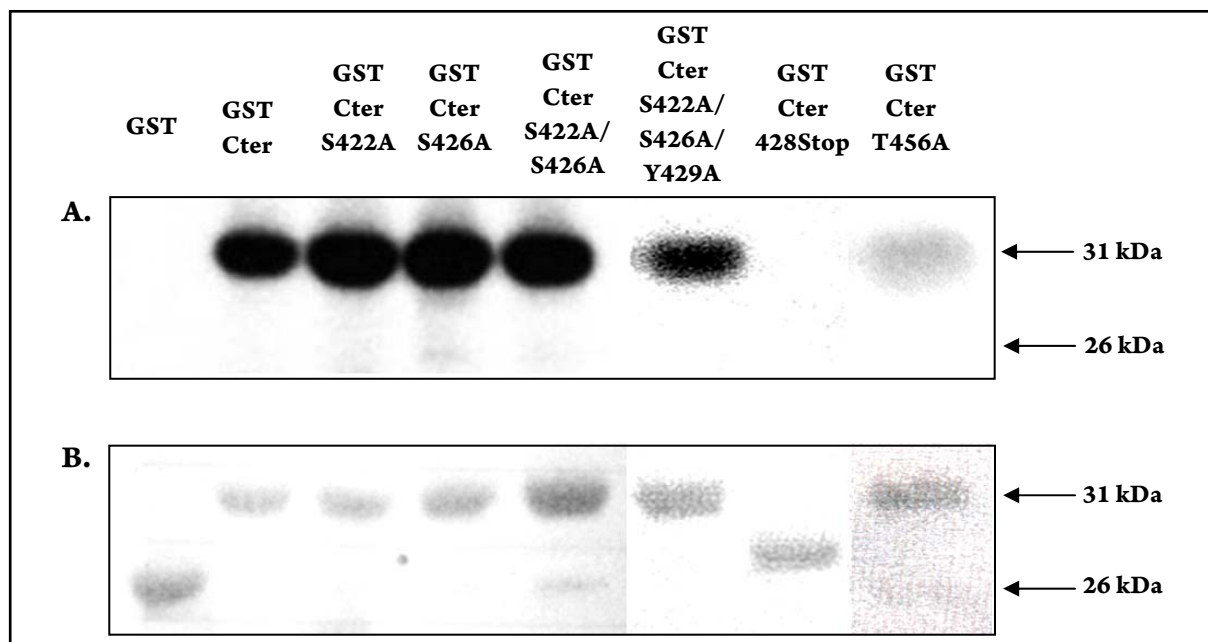 GST
GST
Cter
GST
Cter
S422A
GST
Cter
S426A
GST
Cter
S422A/
S426A
GST
Cter
S422A/
S426A/
Y429A
GST
Cter
428Stop
GST
Cter
T456A
A.
31 kDa
26 kDa
B.
31 kDa
26 kDa